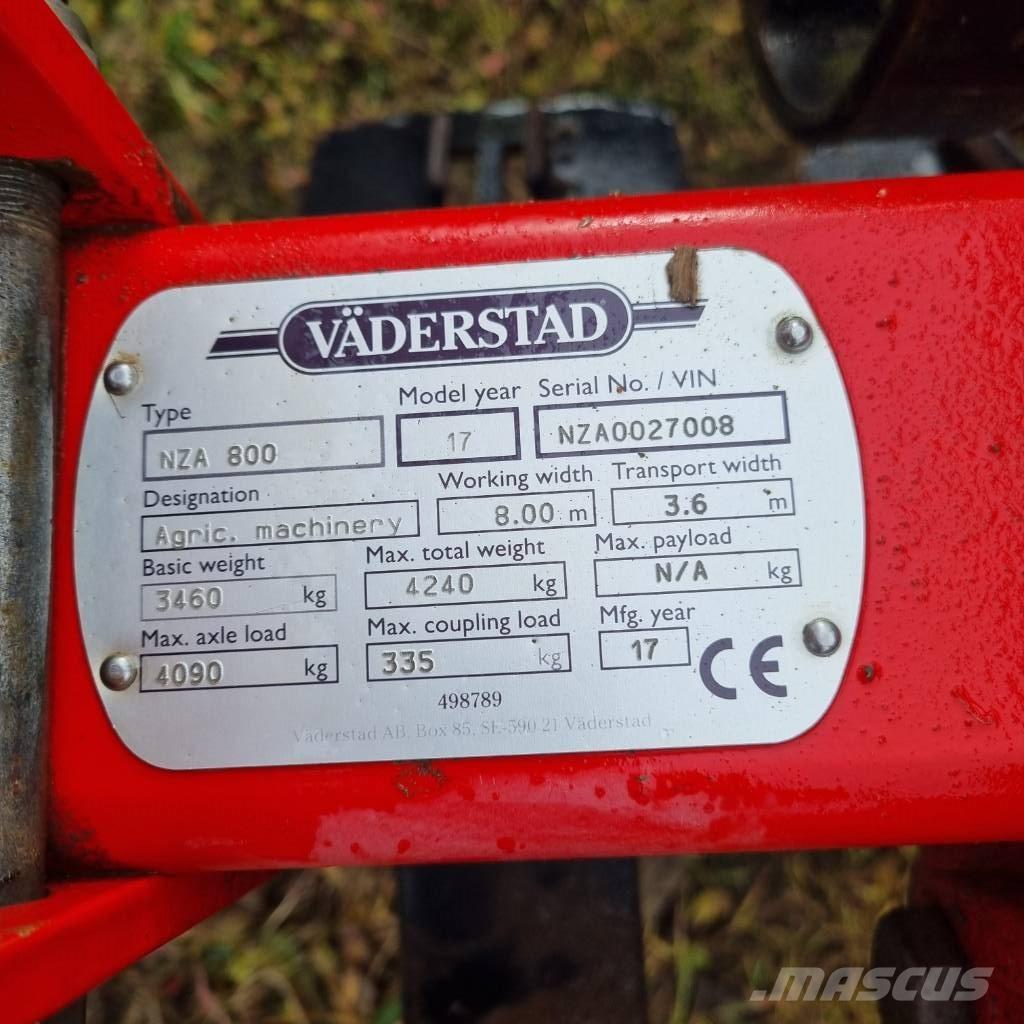 VÄDERSTAD
Type Model year Serial No. / VIN
NZA 800 17 NZA0027008
Designation Working width Transport width
Agric. machinery 8.00 m 3.6 m
Basic weight Max. total weight Max. payload
3460 kg 4240 kg N/A kg
Max. axle load Max. coupling load Mfg. year
4090 kg 335 kg 17 CE
498789
Väderstad AB, Box 85, SE-590 21 Väderstad
MASCUS